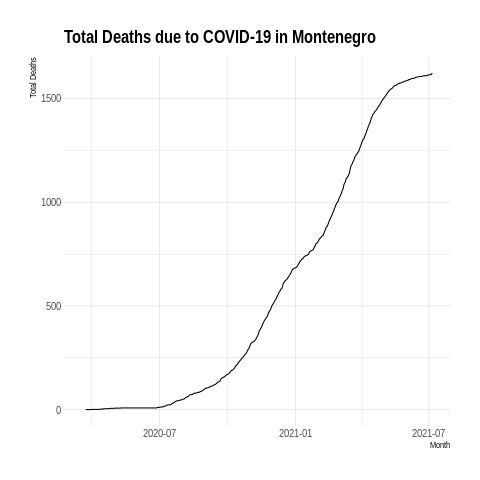 Total Deaths due to COVID-19 in Montenegro
Total Deaths
1500
1000
500
0
2020-07
2021-01
2021-07
Month